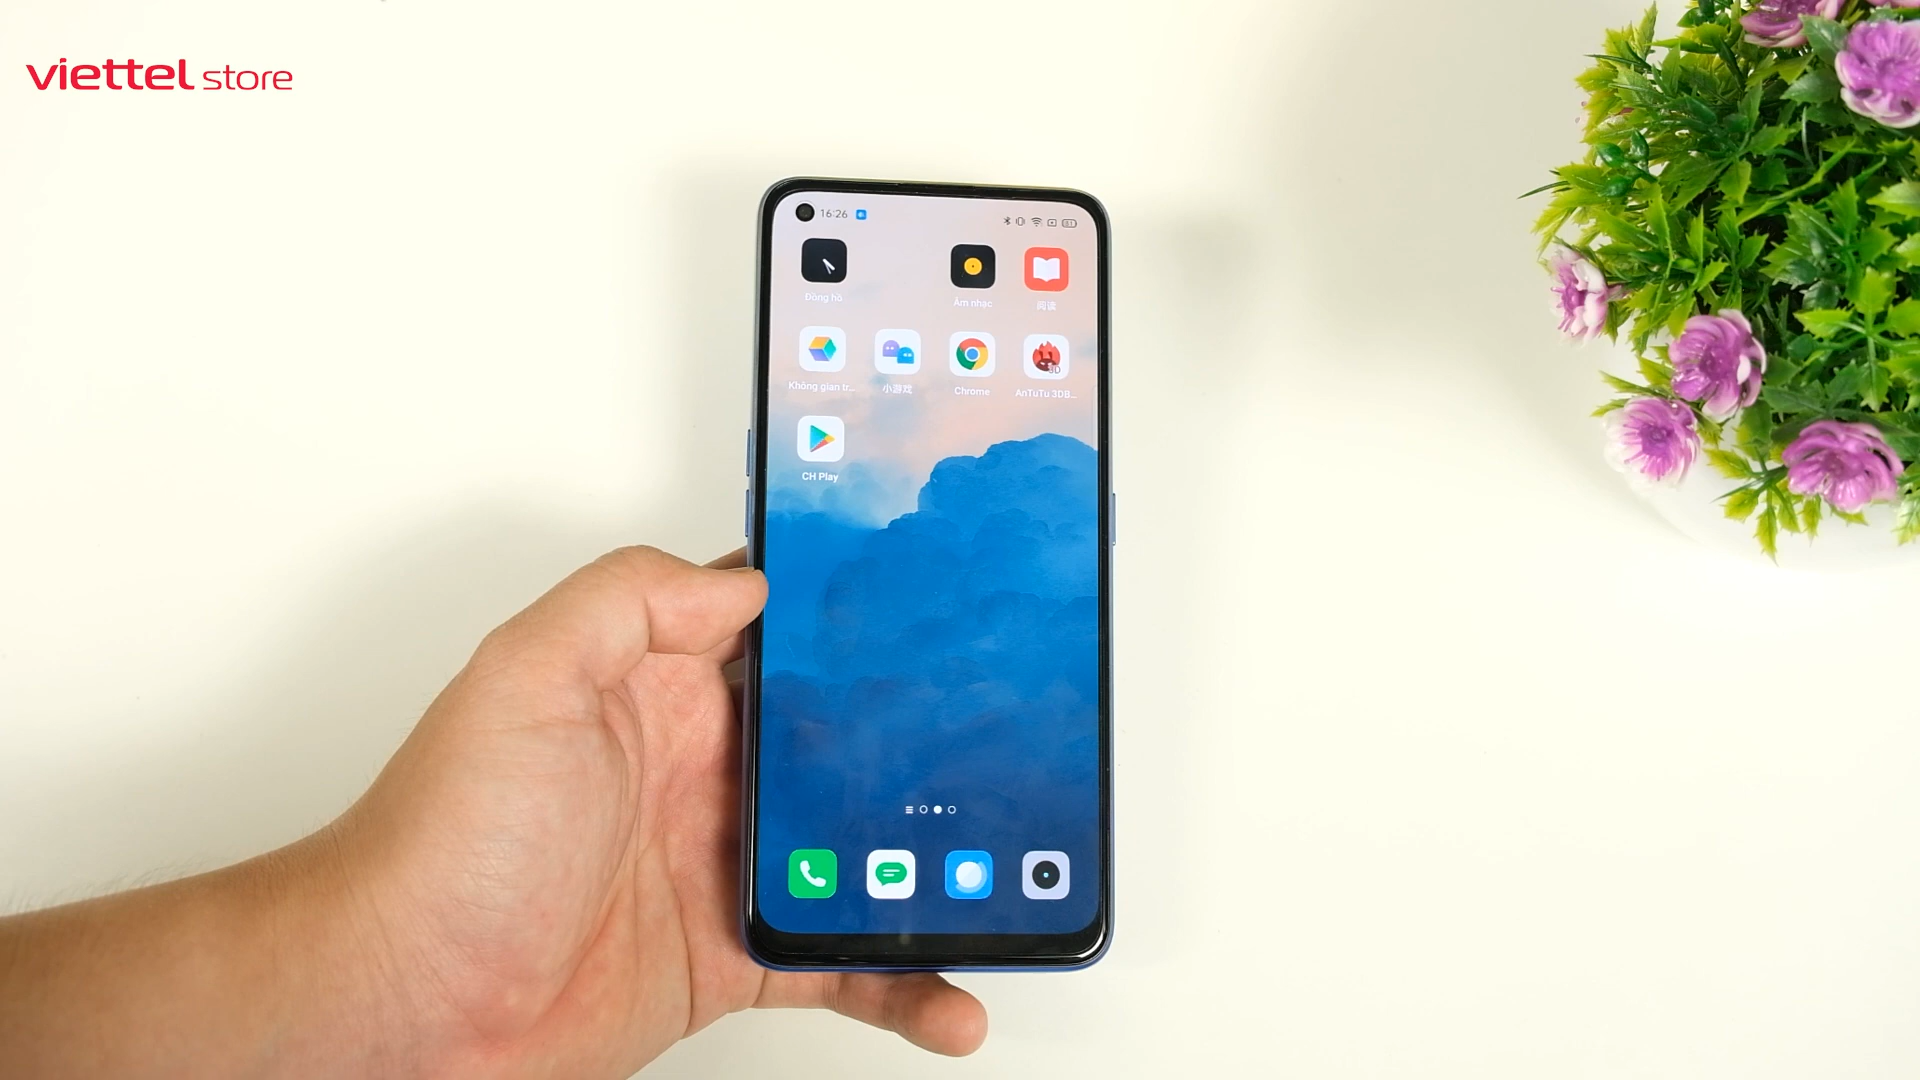 viettel store
16:26
Đồng hồ
Âm nhạc
阅读
Không gian tr...
小游戏
Chrome
AnTuTu 3DB...
CH Play